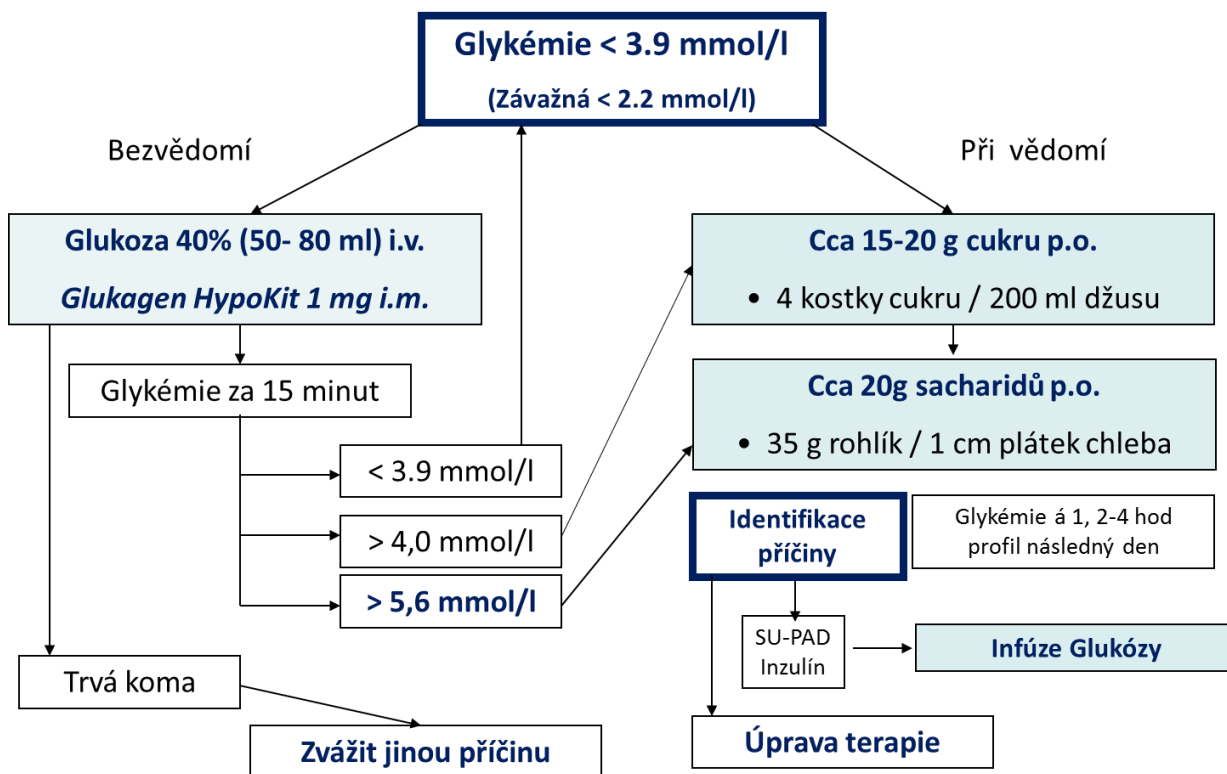 Glykémie < 3.9 mmol/l
(Závažná < 2.2 mmol/l)
Bezvědomí
Při vědomí
Glukoza 40% (50- 80 ml) i.v.
Glukagen HypoKit 1 mg i.m.
Cca 15-20 g cukru p.o.
• 4 kostky cukru / 200 ml džusu
Glykémie za 15 minut
Cca 20g sacharidů p.o.
• 35 g rohlík / 1 cm plátek chleba
< 3.9 mmol/l
> 4,0 mmol/l
> 5,6 mmol/l
Identifikace
příčiny
Glykémie á 1, 2-4 hod
profil následný den
SU-PAD
Inzulín
Infúze Glukózy
Trvá koma
Zvážit jinou příčinu
Úprava terapie